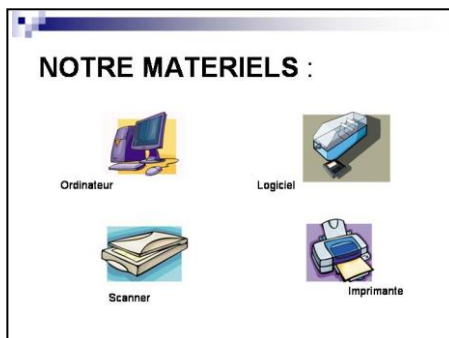 NOTRE MATERIELS :
Ordinateur
Logiciel
Scanner
Imprimante